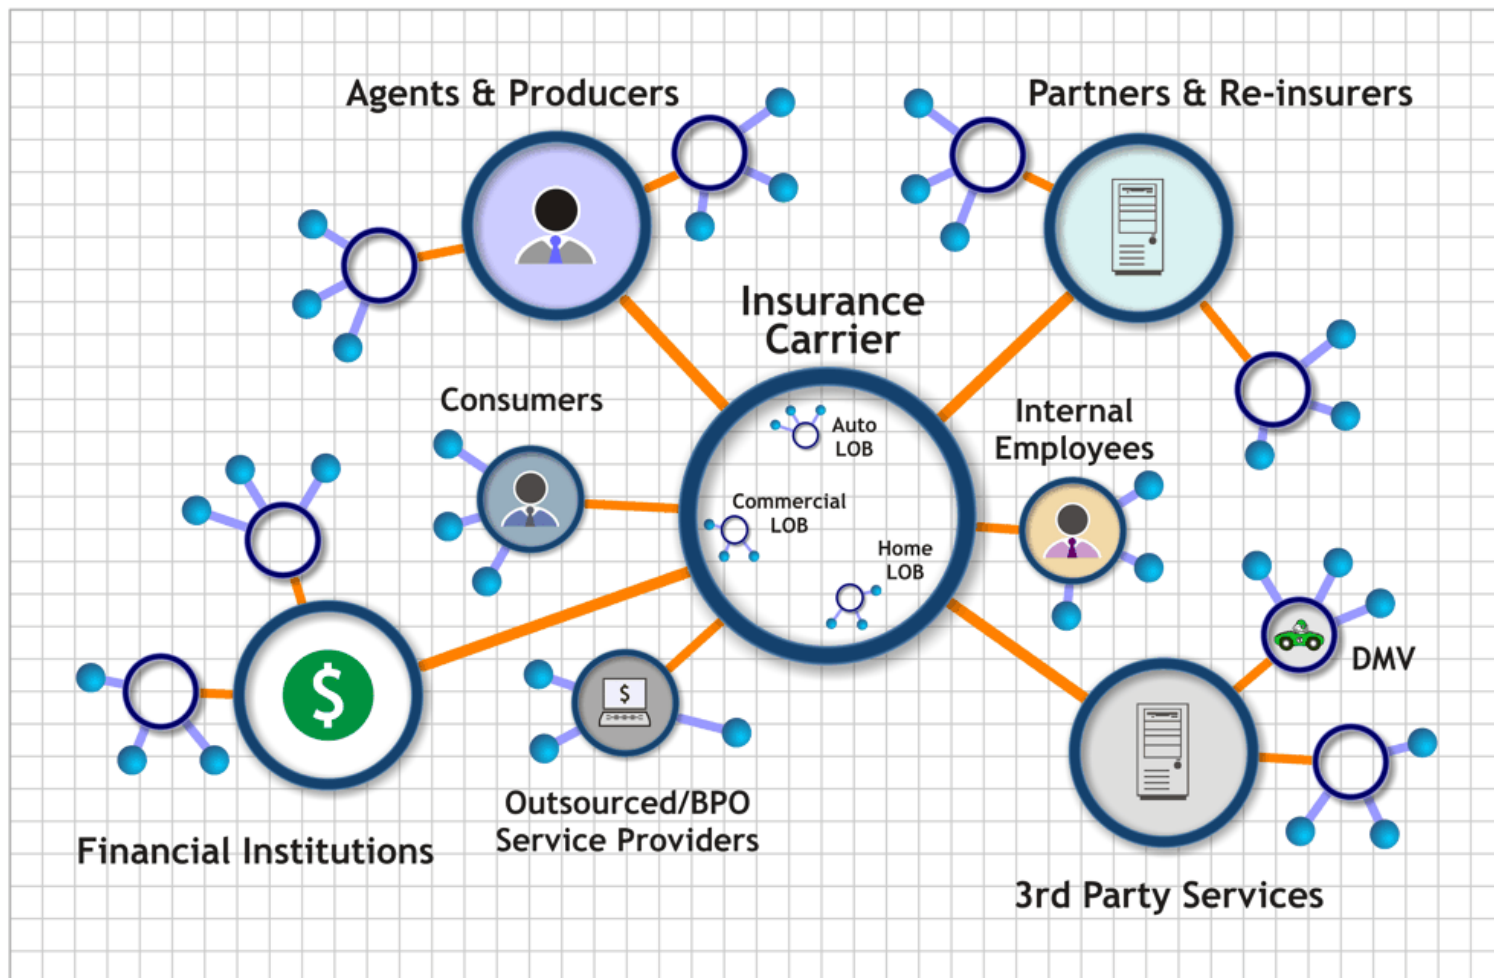 Agents & Producers
Partners & Re-insurers
Insurance
Carrier
Consumers
Internal
Employees
Auto
LOB
Commercial
LOB
Home
LOB
DMV
$
$
Outsourced/BPO
Service Providers
Financial Institutions
3rd Party Services